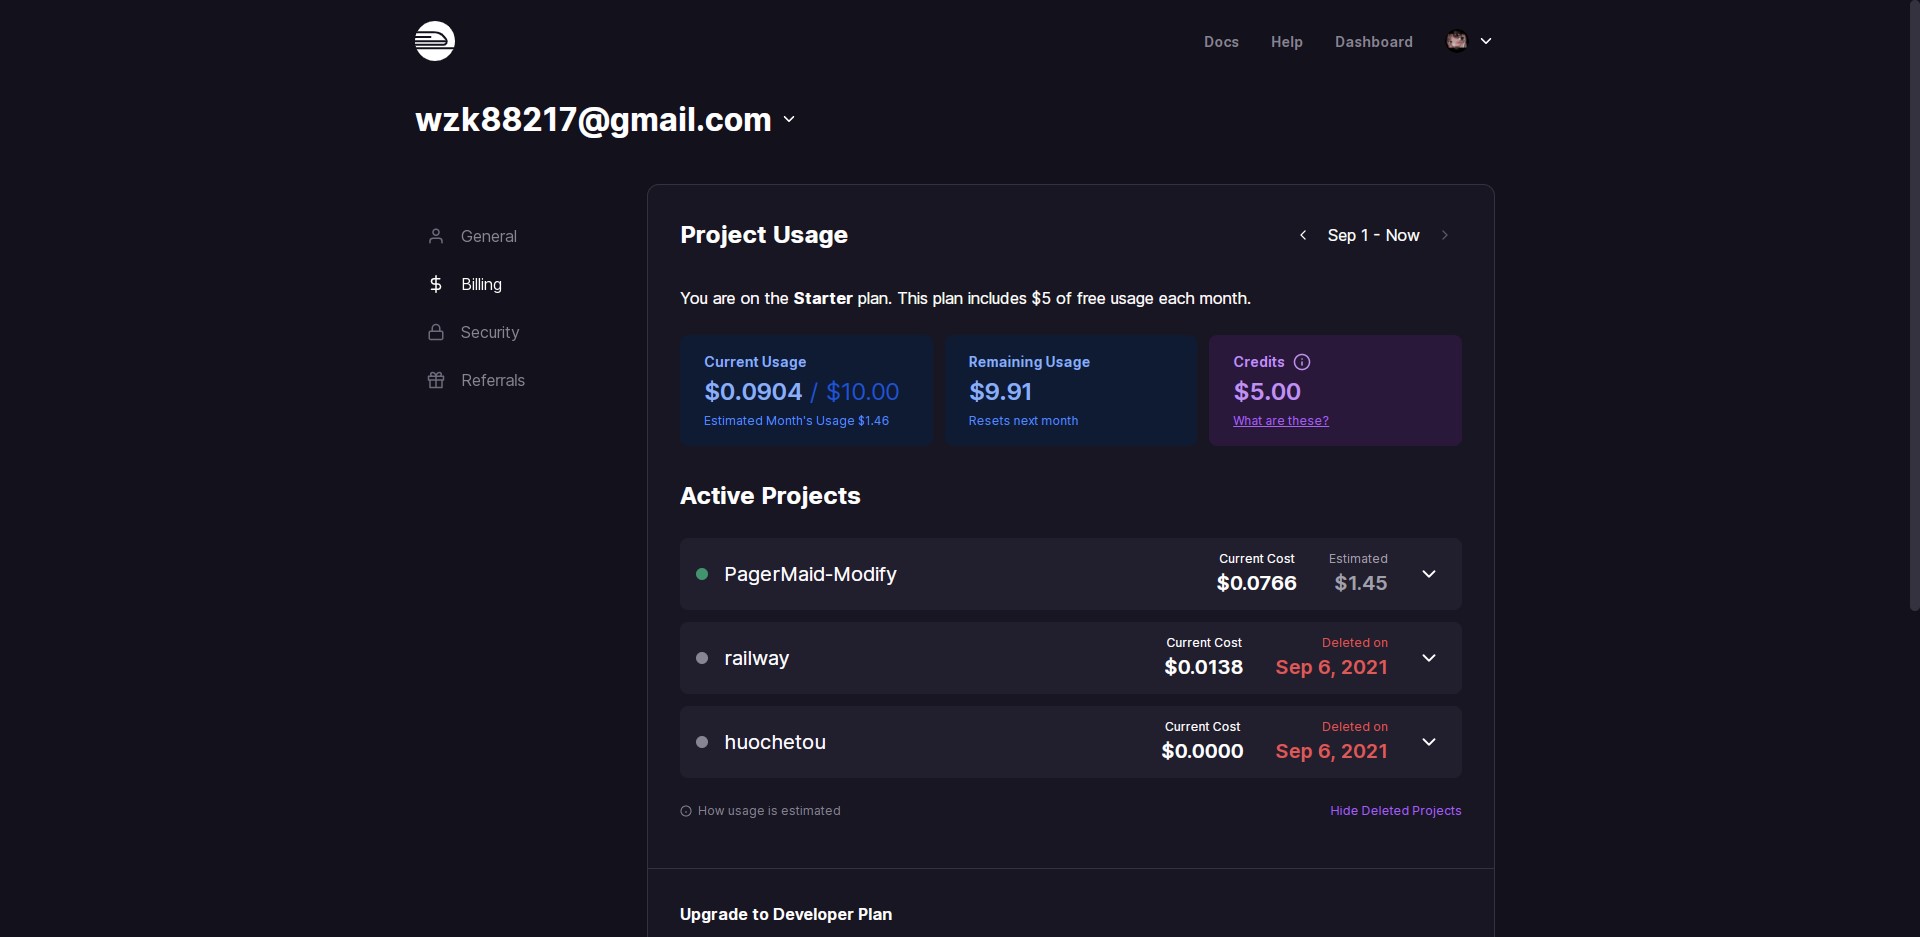 Docs Help Dashboard
wzk88217@gmail.com
General
Billing
Security
Referrals
Project Usage
Sep 1 - Now
You are on the Starter plan. This plan includes $5 of free usage each month.
Current Usage
$0.0904 / $10.00
Estimated Month's Usage $1.46
Remaining Usage
$9.91
Resets next month
Credits
$5.00
What are these?
Active Projects
PagerMaid-Modify
Current Cost
$0.0766
Estimated
$1.45
railway
Current Cost
$0.0138
Deleted on
Sep 6, 2021
huochetou
Current Cost
$0.0000
Deleted on
Sep 6, 2021
How usage is estimated
Hide Deleted Projects
Upgrade to Developer Plan